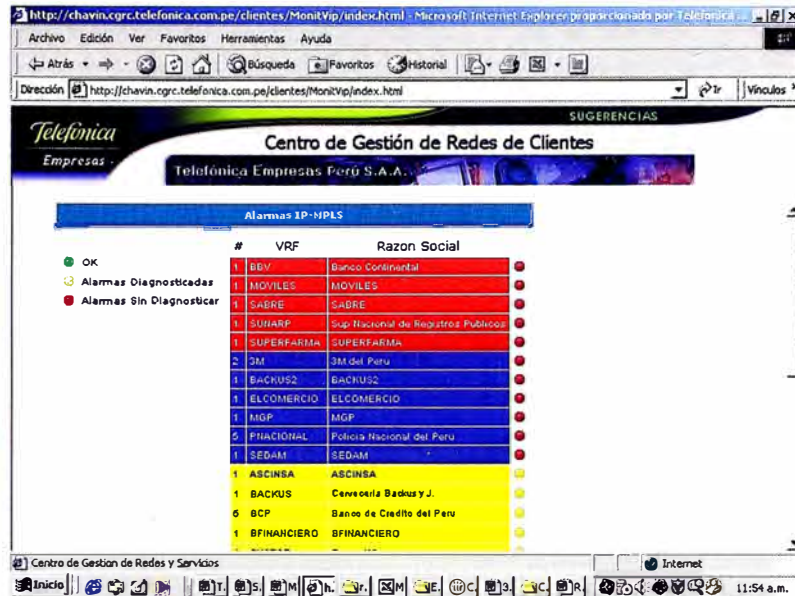 http://chavin.cgrc.telefonica.com.pe/clientes/MonitVip/index.html - Microsoft Internet Explorer proporcionado por Telefónica ...
Archivo Edición Ver Favoritos Herramientas Ayuda
Atrás Búsqueda Favoritos Historial
Dirección http://chavin.cgrc.telefonica.com.pe/clientes/MonitVip/index.html Ir Vínculos
SUGERENCIAS
Telefónica
Empresas
Centro de Gestión de Redes de Clientes
Telefónica Empresas Perú S.A.A.
Alarmas IP-MPLS
# VRF Razon Social
OK
Alarmas Diagnosticadas
Alarmas Sin Diagnosticar
1 BBV Banco Continental
1 MOVILES MOVILES
1 SABRE SABRE
1 SUNARP Sup Nacional de Registros Publicos
1 SUPERFARMA SUPERFARMA
2 3M 3M del Peru
1 BACKUS2 BACKUS2
1 ELCOMERCIO ELCOMERCIO
1 MGP MGP
5 PNACIONAL Policia Nacional del Peru
1 SEDAM SEDAM
1 ASCINSA ASCINSA
1 BACKUS Cerveceria Backus y J.
6 BCP Banco de Credito del Peru
1 BFINANCIERO BFINANCIERO
Centro de Gestion de Redes y Servicios Internet
Inicio T. S. M h. r. M E. C. 3. C. R. 11:54 a.m.